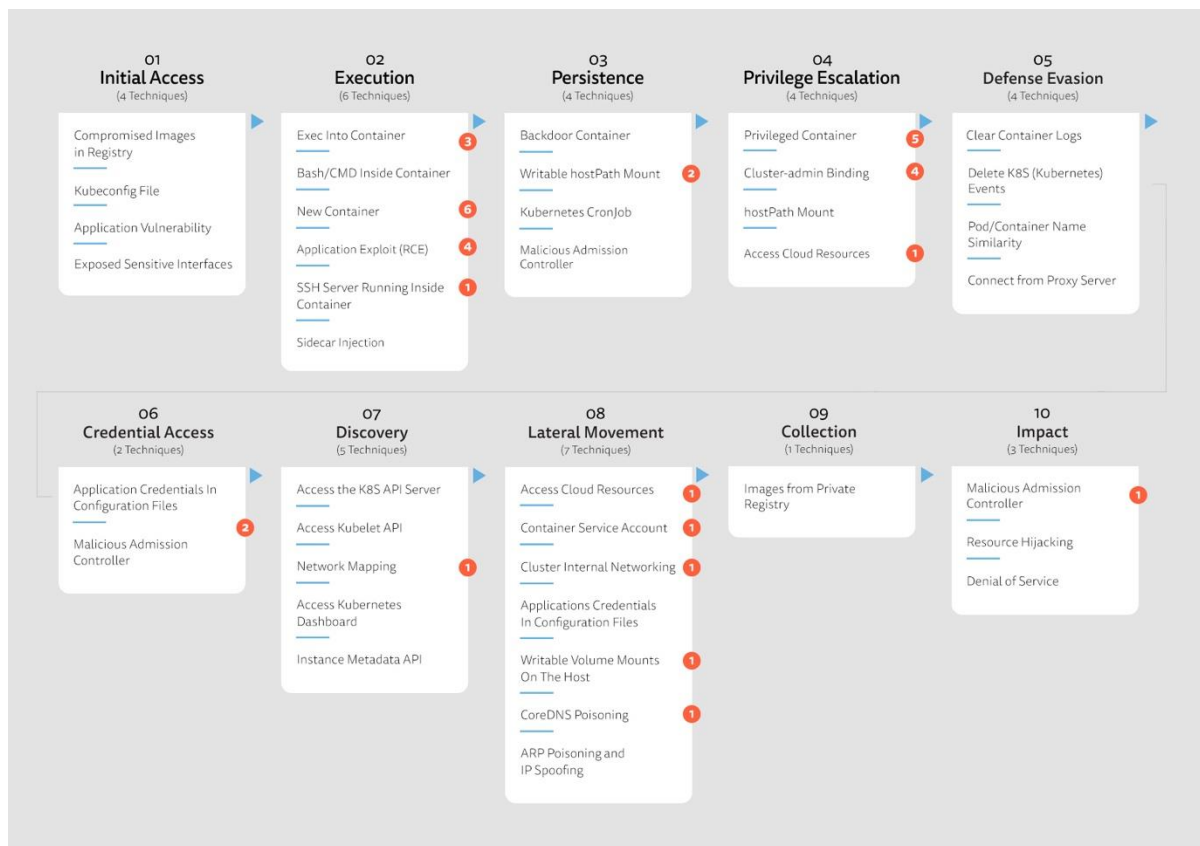 01
Initial Access
(4 Techniques)
Compromised Images
in Registry
Kubeconfig File
Application Vulnerability
Exposed Sensitive Interfaces
02
Execution
(6 Techniques)
Exec Into Container
3
Bash/CMD Inside Container
New Container
6
Application Exploit (RCE)
4
SSH Server Running Inside
Container
1
Sidecar Injection
03
Persistence
(4 Techniques)
Backdoor Container
Writable hostPath Mount
2
Kubernetes CronJob
Malicious Admission
Controller
04
Privilege Escalation
(4 Techniques)
Privileged Container
5
Cluster-admin Binding
4
hostPath Mount
Access Cloud Resources
1
05
Defense Evasion
(4 Techniques)
Clear Container Logs
Delete K8S (Kubernetes)
Events
Pod/Container Name
Similarity
Connect from Proxy Server
06
Credential Access
(2 Techniques)
Application Credentials In
Configuration Files
2
Malicious Admission
Controller
07
Discovery
(5 Techniques)
Access the K8S API Server
Access Kubelet API
Network Mapping
1
Access Kubernetes
Dashboard
Instance Metadata API
08
Lateral Movement
(7 Techniques)
Access Cloud Resources
1
Container Service Account
1
Cluster Internal Networking
1
Applications Credentials
In Configuration Files
Writable Volume Mounts
On The Host
1
CoreDNS Poisoning
1
ARP Poisoning and
IP Spoofing
09
Collection
(1 Techniques)
Images from Private
Registry
10
Impact
(3 Techniques)
Malicious Admission
Controller
1
Resource Hijacking
Denial of Service